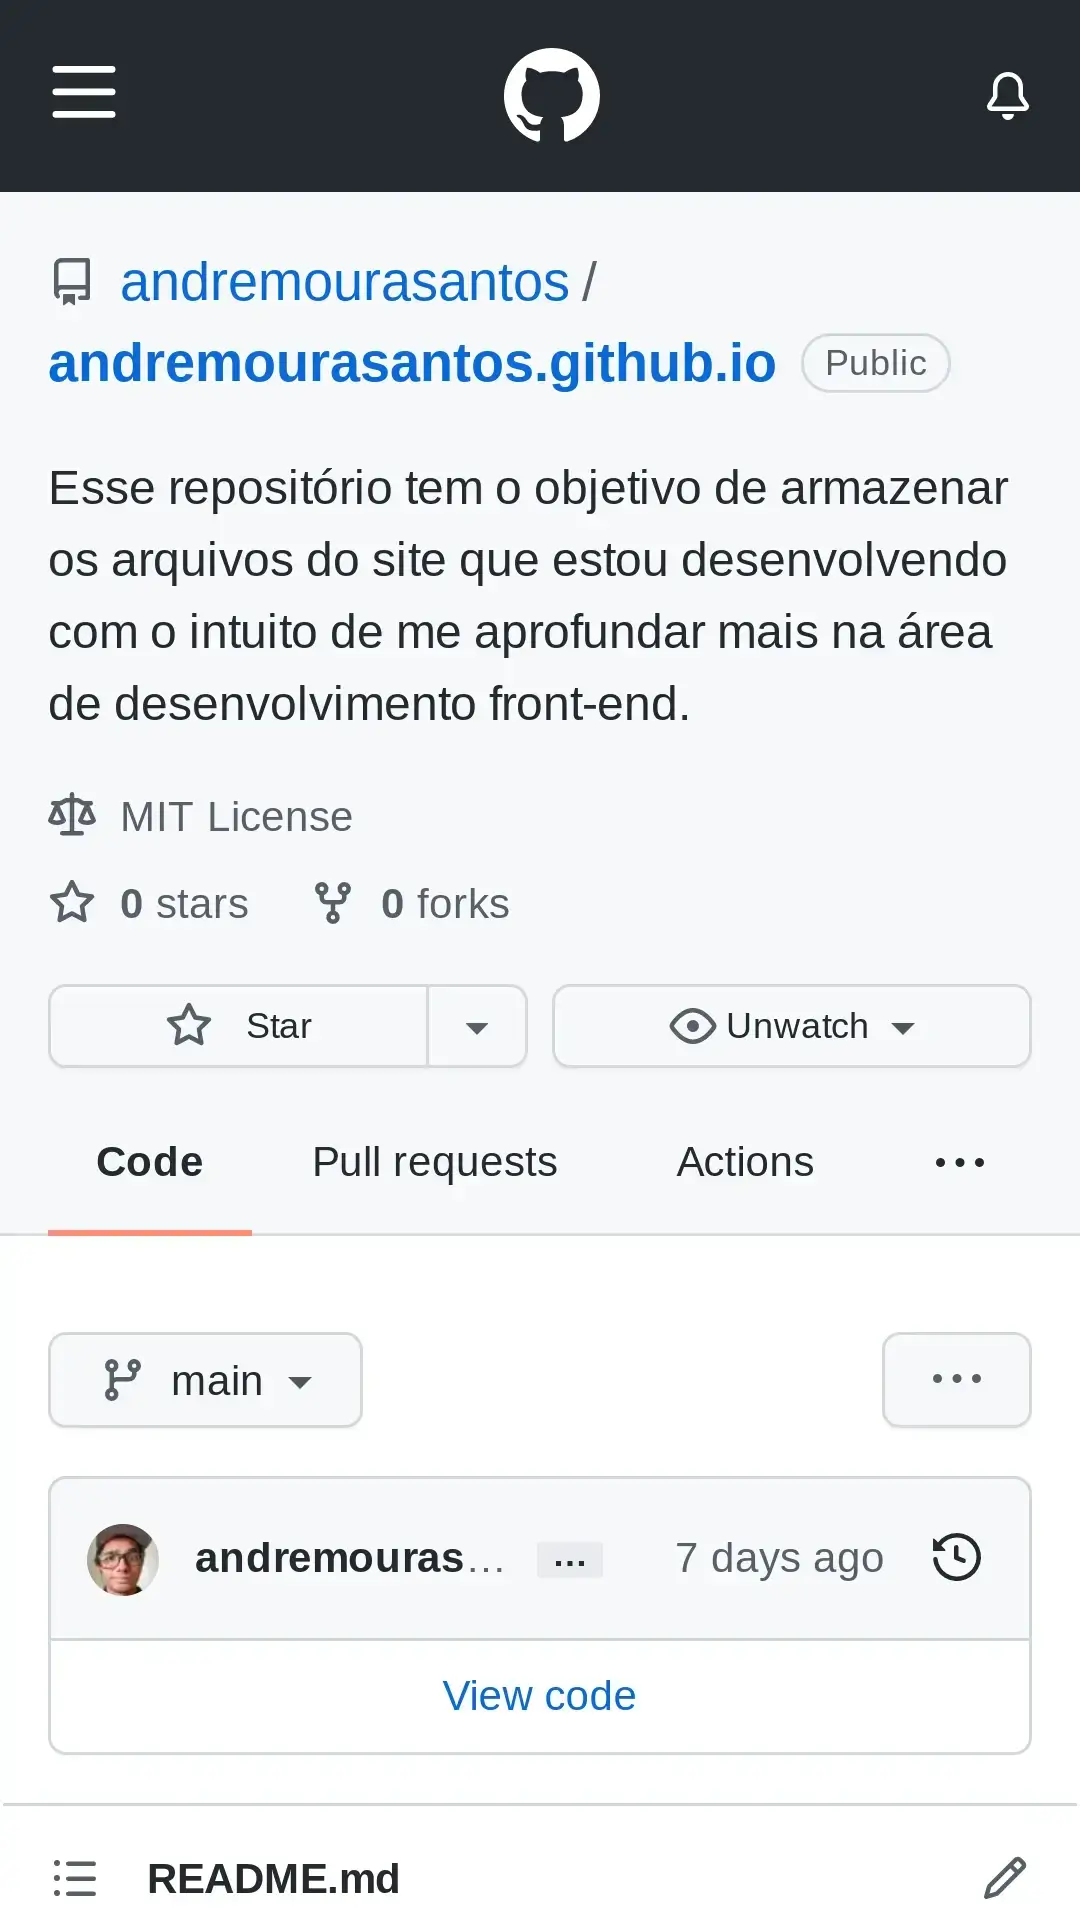 andremourasantos /
andremourasantos.github.io Public
Esse repositório tem o objetivo de armazenar
os arquivos do site que estou desenvolvendo
com o intuito de me aprofundar mais na área
de desenvolvimento front-end.
MIT License
0 stars 0 forks
Star Unwatch
Code Pull requests Actions ...
main ...
andremouras... ... 7 days ago
View code
README.md